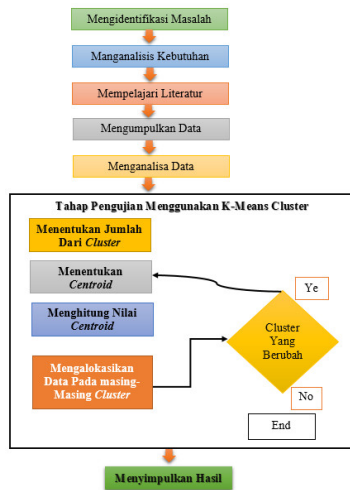 Mengidentifikasi Masalah
Manganalisis Kebutuhan
Mempelajari Literatur
Mengumpulkan Data
Menganalisa Data
Tahap Pengujian Menggunakan K-Means Cluster
Menentukan Jumlah
Dari Cluster
Menentukan
Centroid
Menghitung Nilai
Centroid
Mengalokasikan
Data Pada masing-
Masing Cluster
Ye
Cluster
Yang
Berubah
No
End
Menyimpulkan Hasil